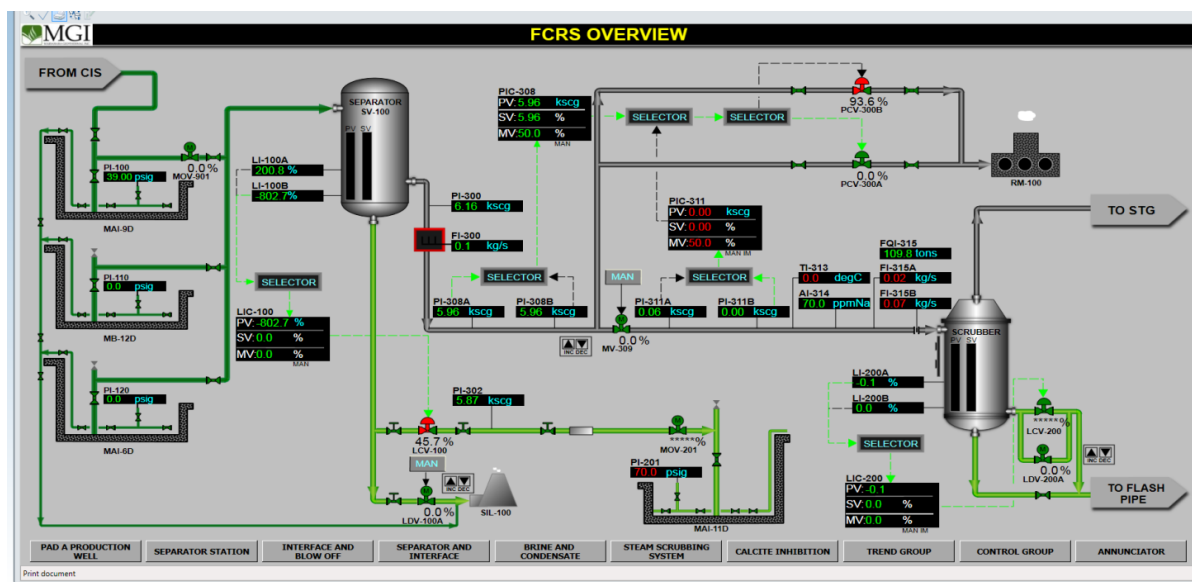 MGI
FCRS OVERVIEW
FROM CIS
SEPARATOR
SV-100
PV SV
PIC-308
PV: 5.96 kscg
SV: 5.96 %
MV: 50.0 %
MAN
SELECTOR
SELECTOR
93.6 %
PCV-300B
0.0 %
PCV-300A
RM-100
PI-100
39.00 psig
0.0 %
MOV-901
MAI-9D
LI-100A
200.8 %
LI-100B
-802.7 %
PI-300
6.16 kscg
FI-300
0.1 kg/s
PIC-311
PV: 0.00 kscg
SV: 0.00 %
MV: 50.0 %
MAN IM
TO STG
PI-110
0.0 psig
MB-12D
SELECTOR
SELECTOR
MAN
SELECTOR
FQI-315
109.8 tons
TI-313
0.0 degC
FI-315A
0.02 kg/s
AI-314
70.0 ppmNa
FI-315B
0.07 kg/s
PI-308A
5.96 kscg
PI-308B
5.96 kscg
PI-311A
0.06 kscg
PI-311B
0.00 kscg
LIC-100
PV: -802.7 %
SV: 0.0 %
MV: 0.0 %
MAN
INC DEC
0.0 %
MV-309
SCRUBBER
PV SV
PI-120
0.0 psig
MAI-6D
PI-302
5.87 kscg
LI-200A
-0.1 %
LI-200B
0.0 %
45.7 %
LCV-100
*****%
MOV-201
SELECTOR
*****%
LCV-200
MAN
INC DEC
0.0 %
LDV-100A
SIL-100
PI-201
70.0 psig
MAI-11D
LIC-200
PV: -0.1
SV: 0.0 %
MV: 0.0 %
MAN IM
0.0 %
LDV-200A
INC DEC
TO FLASH
PIPE
PAD A PRODUCTION
WELL
SEPARATOR STATION
INTERFACE AND
BLOW OFF
SEPARATOR AND
INTERFACE
BRINE AND
CONDENSATE
STEAM SCRUBBING
SYSTEM
CALCITE INHIBITION
TREND GROUP
CONTROL GROUP
ANNUNCIATOR
Print document